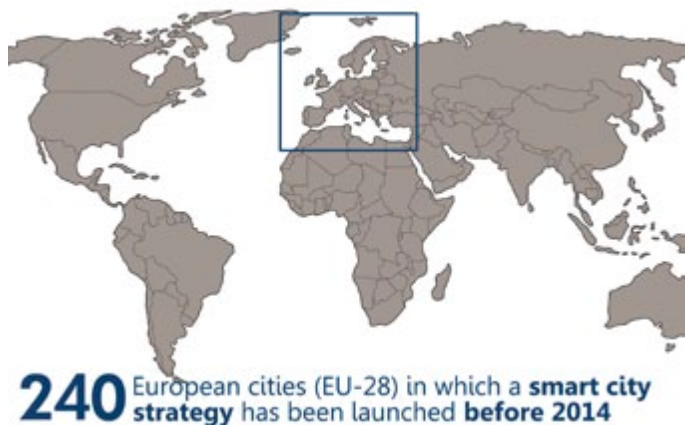 240 European cities (EU-28) in which a smart city
strategy has been launched before 2014